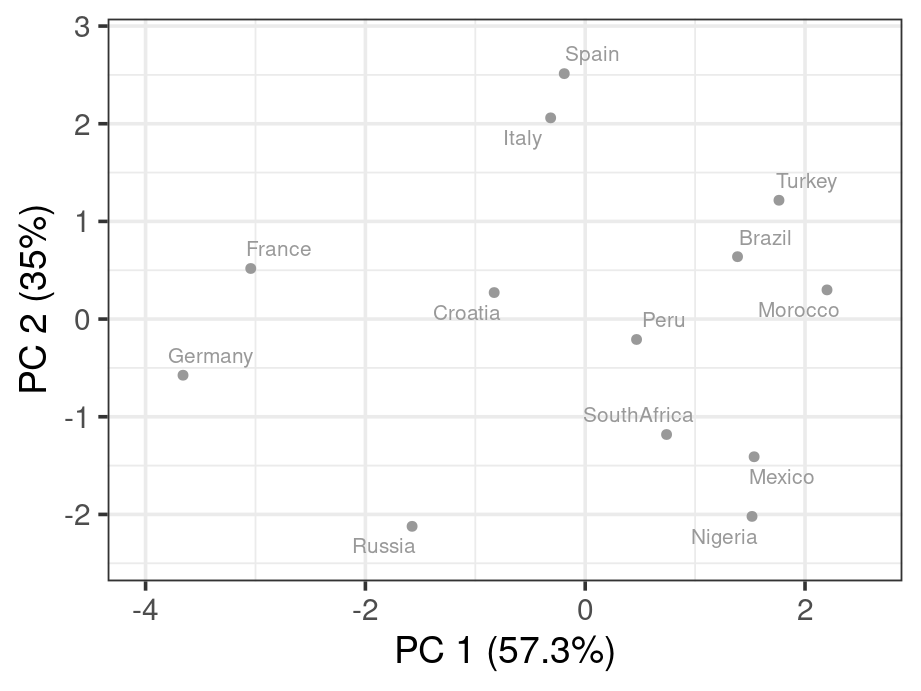 3
Spain
2
Italy
Turkey
1
Brazil
France
Morocco
0
Croatia
Peru
Germany
-1
SouthAfrica
Mexico
-2
Nigeria
Russia
-4
-2
0
2
PC 1 (57.3%)
PC 2 (35%)